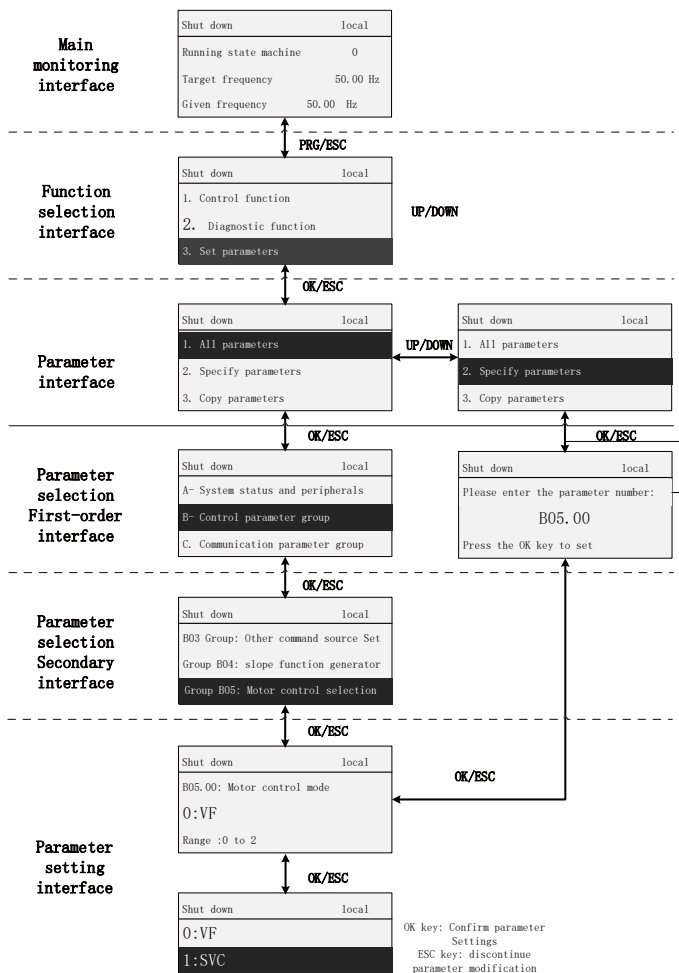 Main
monitoring
interface
Shut down local
Running state machine 0
Target frequency 50.00 Hz
Given frequency 50.00 Hz
PRG/ESC
Function
selection
interface
Shut down local
1. Control function
2. Diagnostic function
3. Set parameters
UP/DOWN
OK/ESC
Parameter
interface
Shut down local
1. All parameters
2. Specify parameters
3. Copy parameters
UP/DOWN
Shut down local
1. All parameters
2. Specify parameters
3. Copy parameters
OK/ESC
OK/ESC
Parameter
selection
First-order
interface
Shut down local
A- System status and peripherals
B- Control parameter group
C. Communication parameter group
Shut down local
Please enter the parameter number:
B05.00
Press the OK key to set
OK/ESC
Parameter
selection
Secondary
interface
Shut down local
B03 Group: Other command source Set
Group B04: slope function generator
Group B05: Motor control selection
OK/ESC
Parameter
setting
interface
Shut down local
B05.00: Motor control mode
0:VF
Range :0 to 2
OK/ESC
OK/ESC
Shut down local
0:VF
1:SVC
OK key: Confirm parameter
Settings
ESC key: discontinue
parameter modification